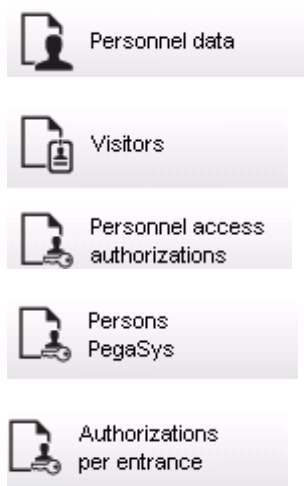 Personnel data
Visitors
Personnel access
authorizations
Persons
PegaSys
Authorizations
per entrance